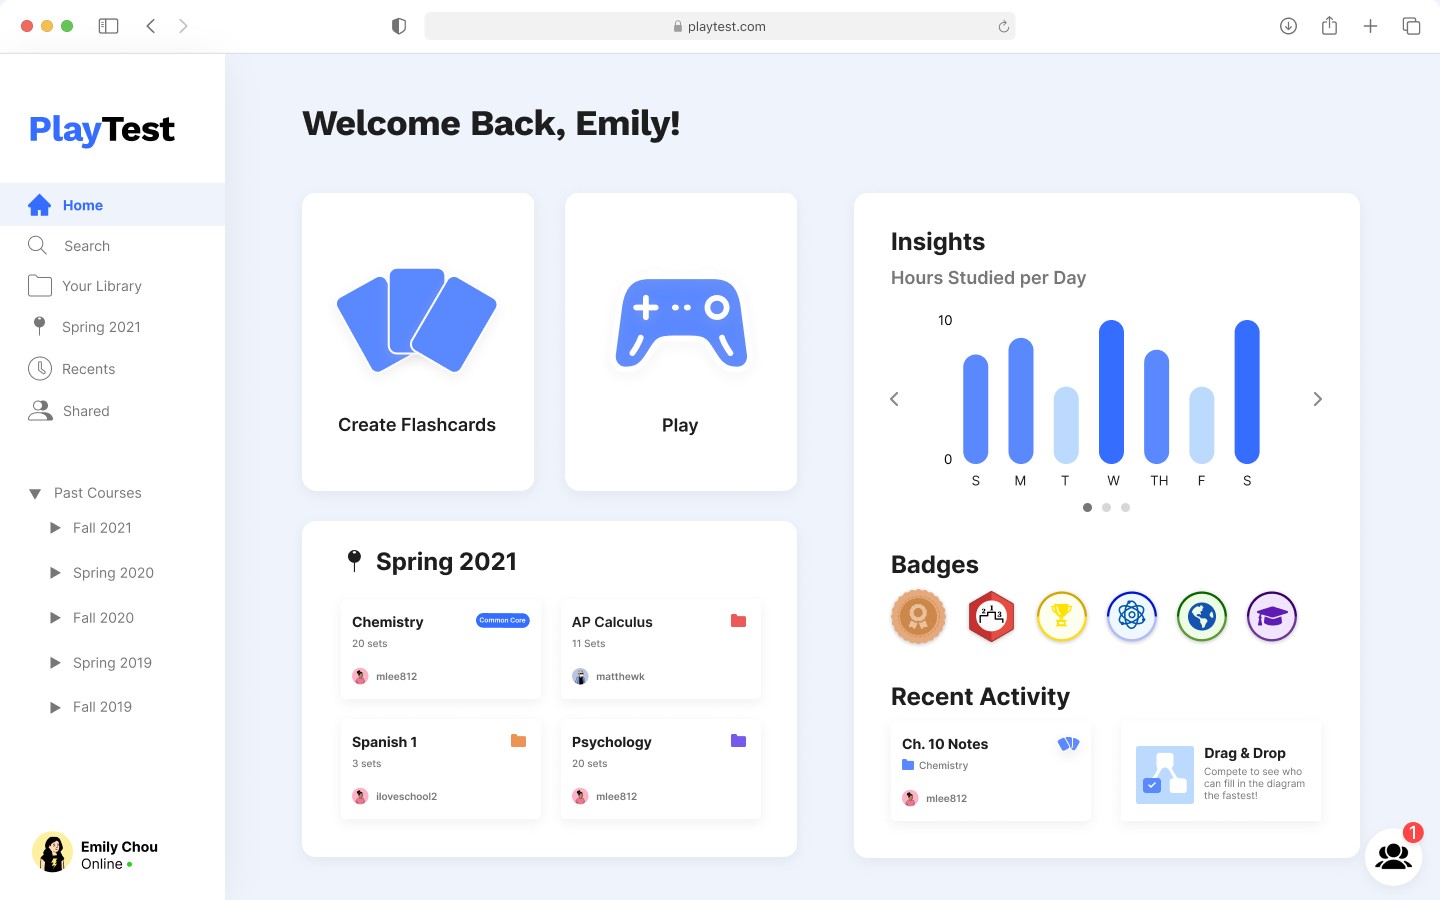 playtest.com
PlayTest
Home
Search
Your Library
Spring 2021
Recents
Shared
Past Courses
Fall 2021
Spring 2020
Fall 2020
Spring 2019
Fall 2019
Emily Chou
Online
Welcome Back, Emily!
Create Flashcards
Play
Spring 2021
Chemistry
Common Core
20 sets
mlee812
AP Calculus
11 Sets
matthewk
Spanish 1
3 sets
iloveschool2
Psychology
20 sets
mlee812
Insights
Hours Studied per Day
10
0
S M T W TH F S
Badges
2 1 3
Recent Activity
Ch. 10 Notes
Chemistry
mlee812
Drag & Drop
Compete to see who
can fill in the diagram
the fastest!
1